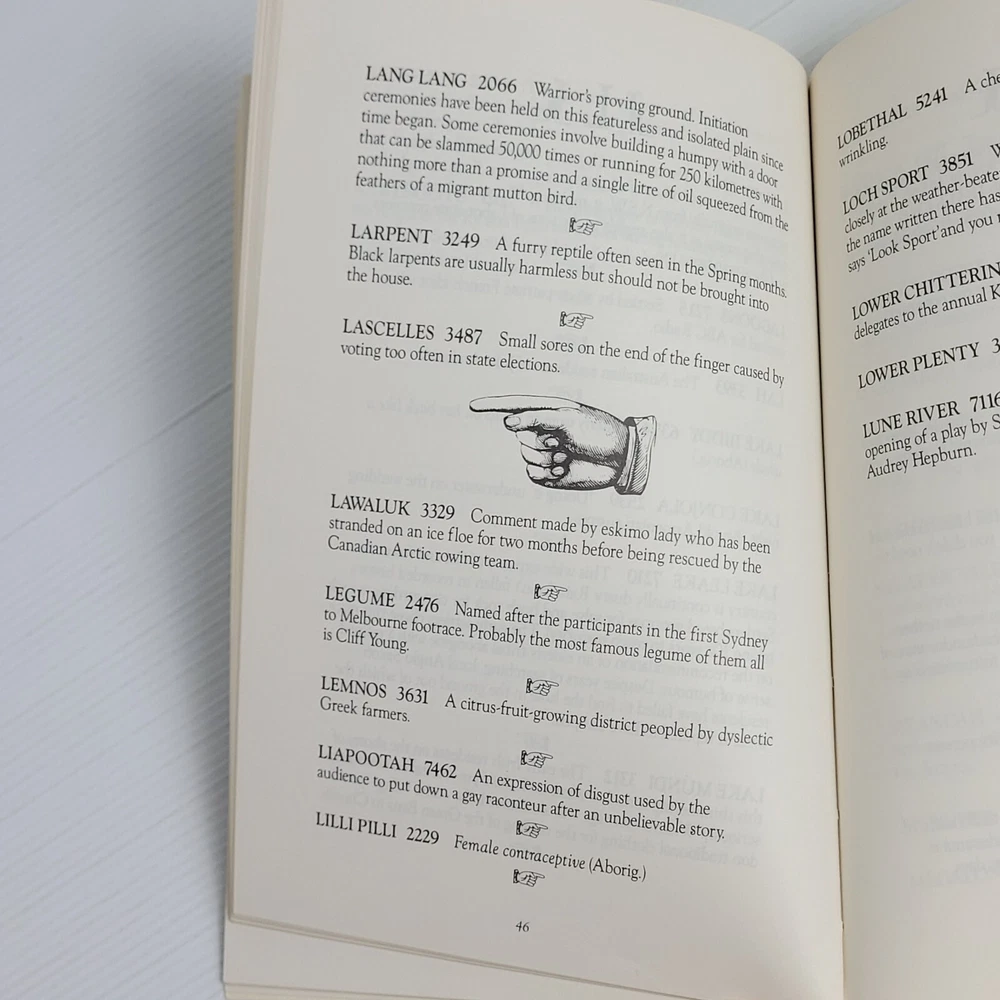 LANG LANG 2066 Warrior's proving ground. Initiation
ceremonies have been held on this featureless and isolated plain since
time began. Some ceremonies involve building a humpy with a door
that can be slammed 50,000 times or running for 250 kilometres with
nothing more than a promise and a single litre of oil squeezed from the
feathers of a migrant mutton bird.
LARPENT 3249 A furry reptile often seen in the Spring months.
Black larpents are usually harmless but should not be brought into
the house.
LASCELLES 3487 Small sores on the end of the finger caused by
voting too often in state elections.
LAWALUK 3329 Comment made by eskimo lady who has been
stranded on an ice floe for two months before being rescued by the
Canadian Arctic rowing team.
LEGUME 2476 Named after the participants in the first Sydney
to Melbourne footrace. Probably the most famous legume of them all
is Cliff Young.
LEMNOS 3631 A citrus-fruit-growing district peopled by dyslectic
Greek farmers.
LIAPOOTAH 7462 An expression of disgust used by the
audience to put down a gay raconteur after an unbelievable story.
LILLI PILLI 2229 Female contraceptive (Aborig.)
46
LOBETHAL 5241 A
wrinkling.
LOCH SPORT 3851
closely at the
the name written there has
says 'Look Sport' and you
LOWER
delegates to the annual
LOWER PLENTY
LUNE RIVER 7116
opening of a play by
Audrey Hepburn.